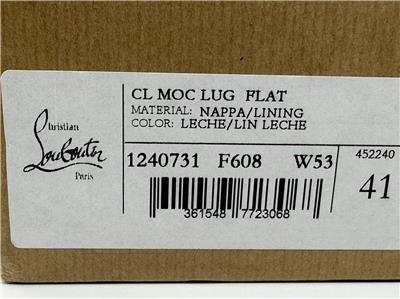 CL MOC LUG FLAT
MATERIAL: NAPPA/LINING
COLOR: LECHE/LIN LECHE
Christian
Louboutin
Paris
1240731 F608 W53
452240
41
361548 7723068